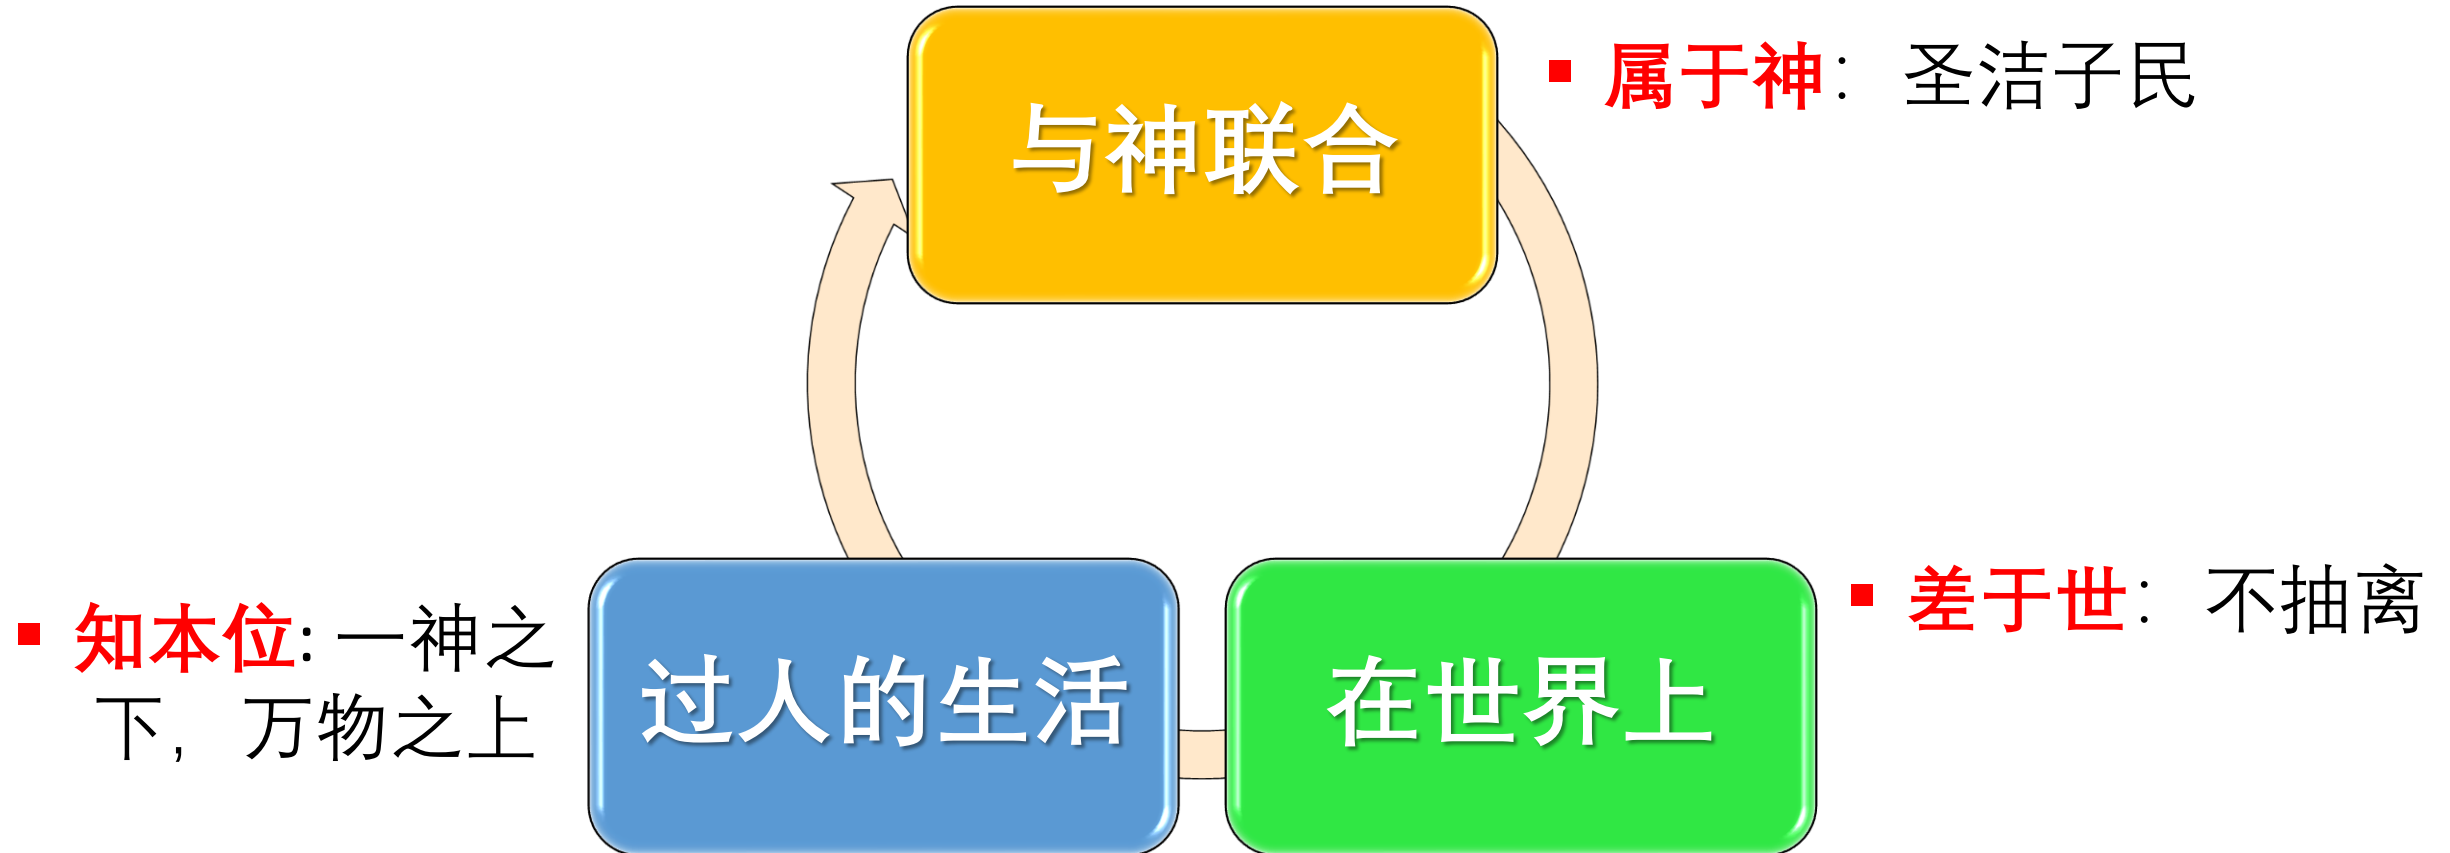 与神联合
属于神： 圣洁子民
差于世： 不抽离
在世界上
过人的生活
知本位: 一神之
下， 万物之上